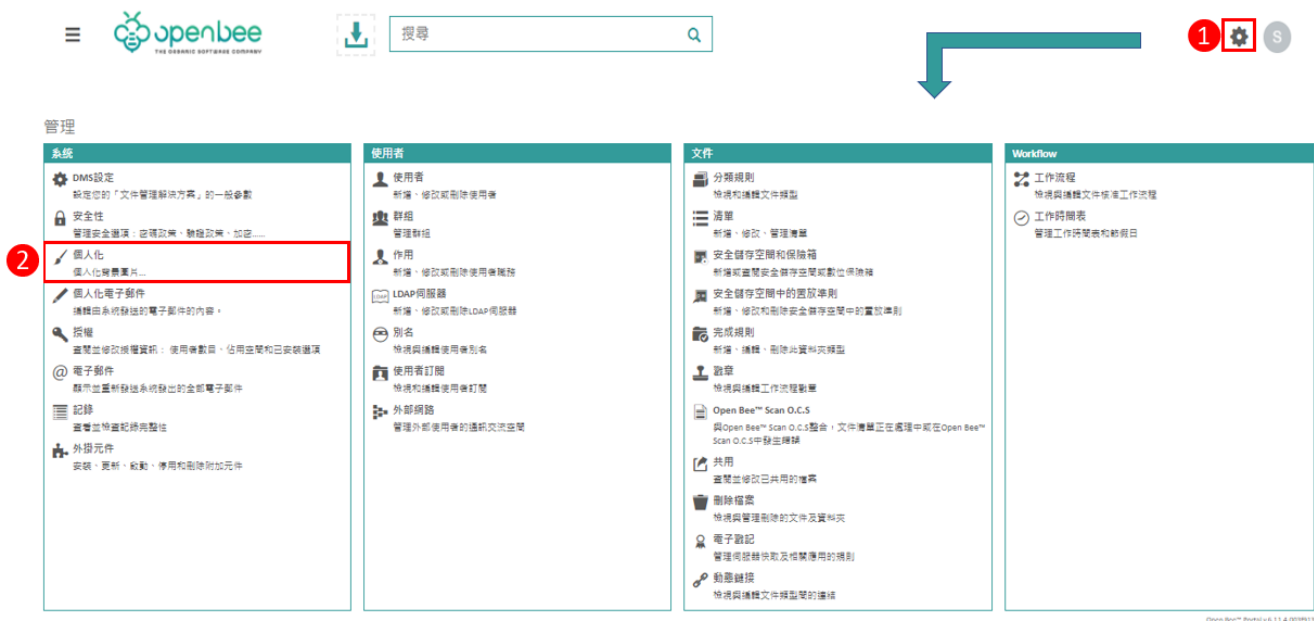 openbee
THE ORGANIC SOFTWARE COMPANY
搜尋
1
S
管理
系統
DMS設定
設定您的「文件管理解決方案」的一般參數
安全性
管理安全選項：密碼政策、驗證政策、加密......
2
個人化
個人化背景圖片...
個人化電子郵件
編輯由系統發送的電子郵件的內容。
授權
查閱並修改授權資訊： 使用者數目、佔用空間和已安裝選項
@ 電子郵件
顯示並重新發送系統發出的全部電子郵件
記錄
查看並檢查記錄完整性
外掛元件
安裝、更新、啟動、停用和刪除附加元件
使用者
使用者
新增、修改或刪除使用者
群組
管理群組
作用
新增、修改或刪除使用者職務
LDAP伺服器
新增、修改或刪除LDAP伺服器
別名
檢視與編輯使用者別名
使用者訂閱
檢視和編輯使用者訂閱
外部網路
管理外部使用者的通訊交流空間
文件
分類規則
檢視和編輯文件類型
清單
新增、修改、管理清單
安全儲存空間和保險箱
新增或查閱安全儲存空間或數位保險箱
安全儲存空間中的置放準則
新增、修改和刪除安全儲存空間中的置放準則
完成規則
新增、編輯、刪除此資料夾類型
戳章
檢視與編輯工作流程戳章
Open Bee™ Scan O.C.S
與Open Bee™ Scan O.C.S整合，文件清單正在處理中或在Open Bee™
Scan O.C.S中發生錯誤
共用
查閱並修改已共用的檔案
刪除檔案
檢視與管理刪除的文件及資料夾
電子戳記
管理伺服器快取及相關應用的規則
動態鏈接
檢視與編輯文件類型間的連結
Workflow
工作流程
檢視與編輯文件核准工作流程
工作時間表
管理工作時間表和節假日